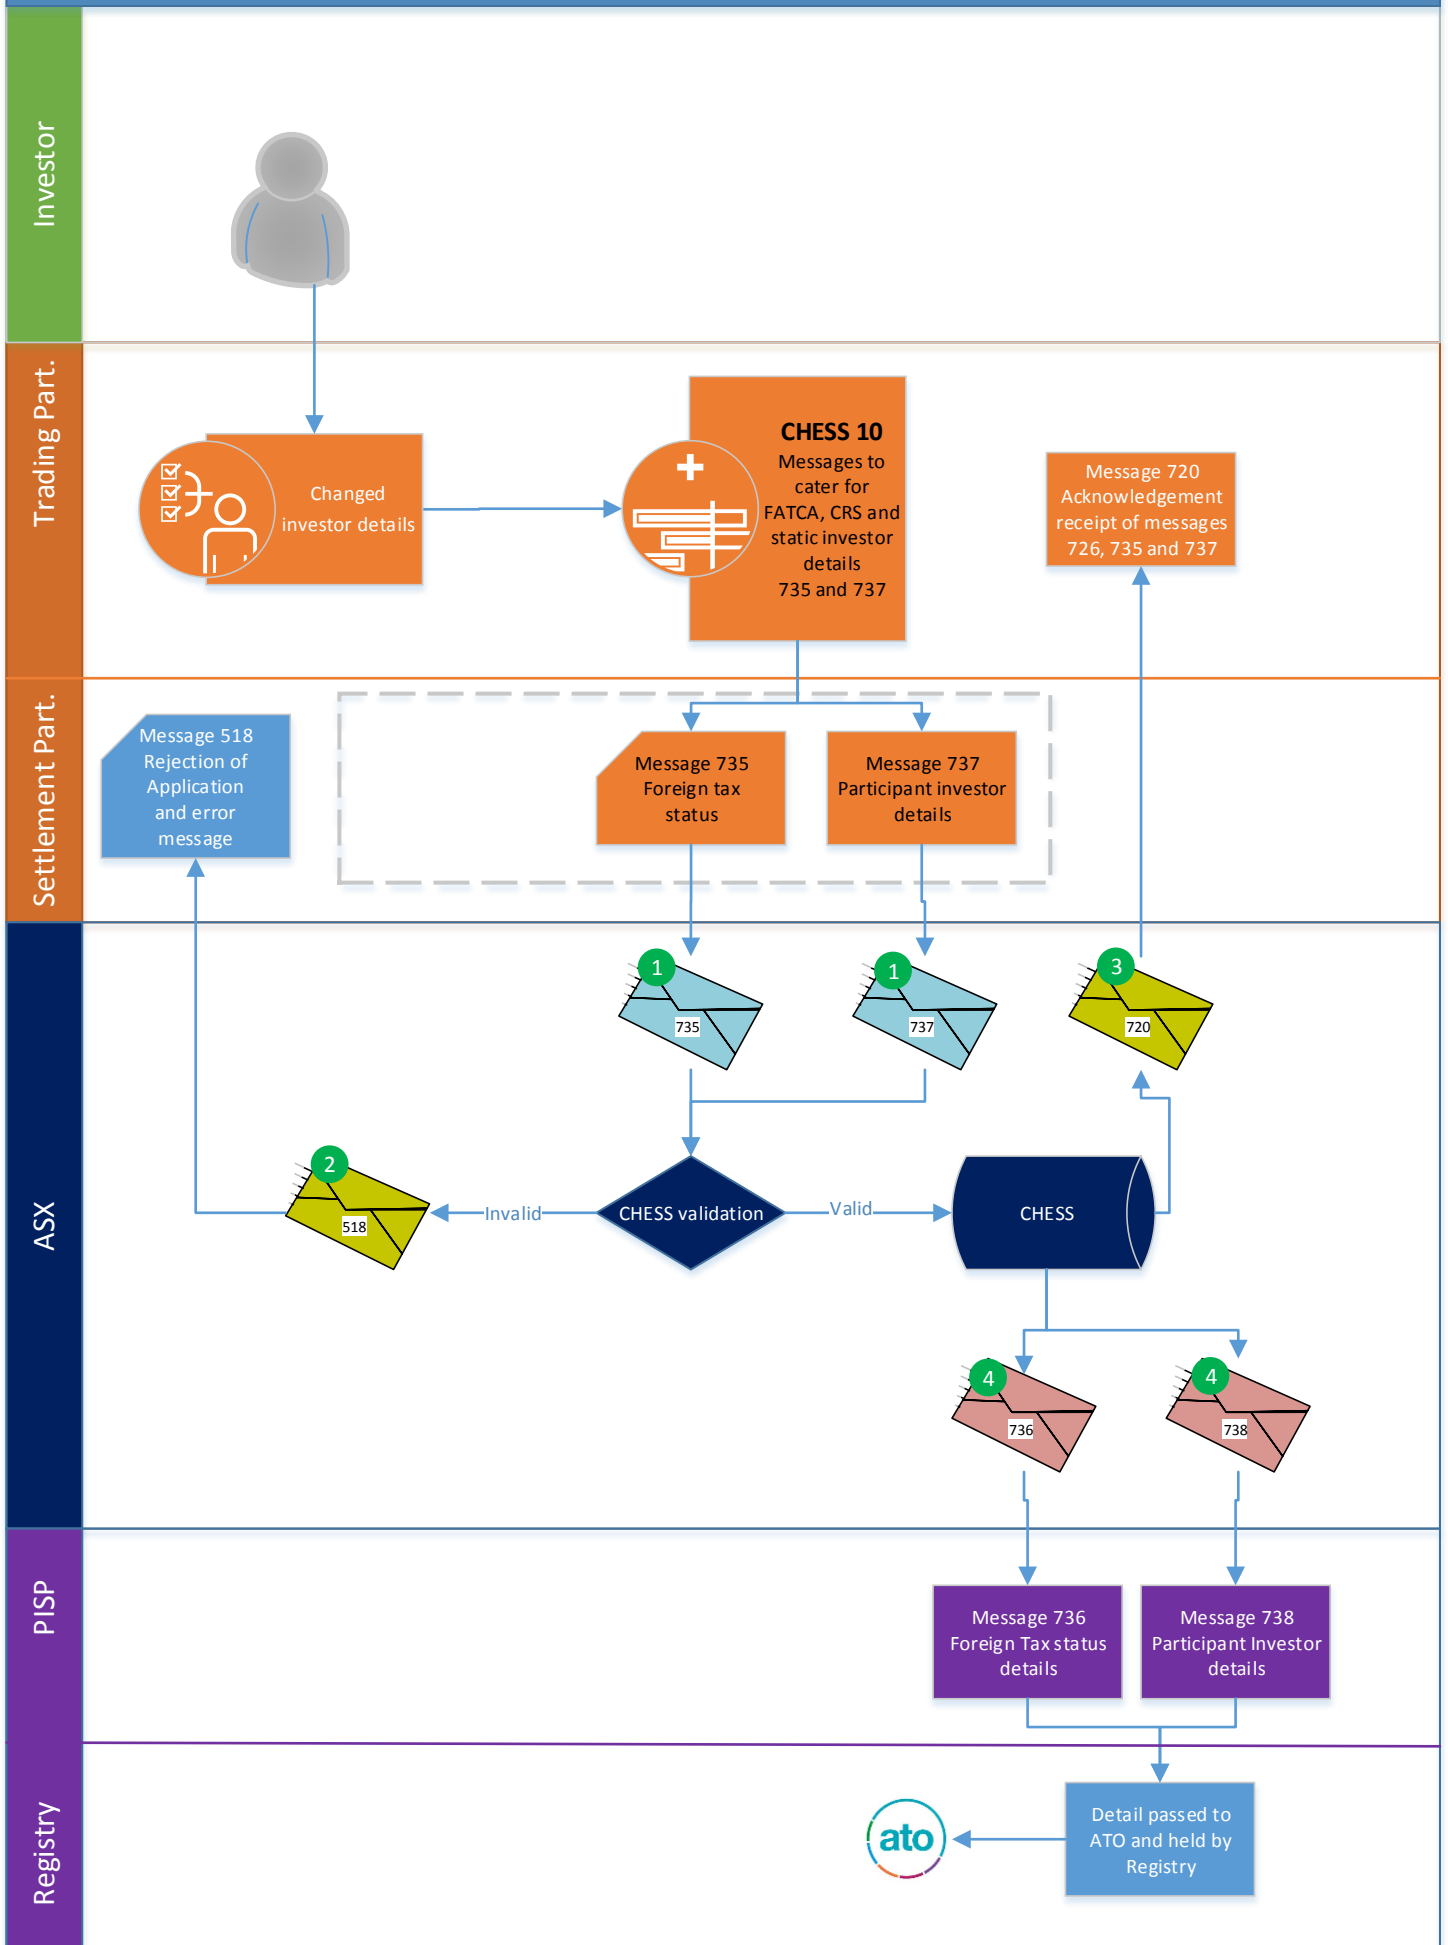 Investor
Trading Part.
Changed
investor details
CHESS 10
Messages to
cater for
FATCA, CRS and
static investor
details
735 and 737
Message 720
Acknowledgement
receipt of messages
726, 735 and 737
Settlement Part.
Message 518
Rejection of
Application
and error
message
Message 735
Foreign tax
status
Message 737
Participant investor
details
ASX
1
735
1
737
3
720
2
518
Invalid
CHESS validation
Valid
CHESS
4
736
4
738
PISP
Message 736
Foreign Tax status
details
Message 738
Participant Investor
details
Registry
ato
Detail passed to
ATO and held by
Registry